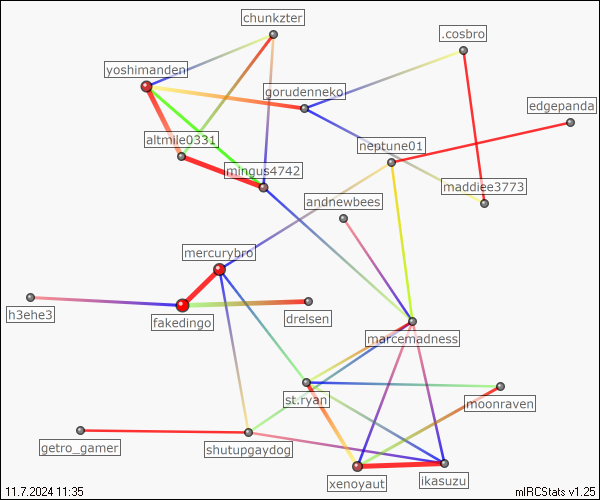 chunkzter
.cosbro
yoshimanden
gorudenneko
edgepanda
altmile0331
neptune01
mingus4742
maddiee3773
andnewbees
mercurybro
h3ehe3
fakedingo
drelsen
marcemadness
st.ryan
moonraven
getro_gamer
shutupgaydog
xenoyaut
ikasuzu
11.7.2024 11:35
mIRCStats v1.25